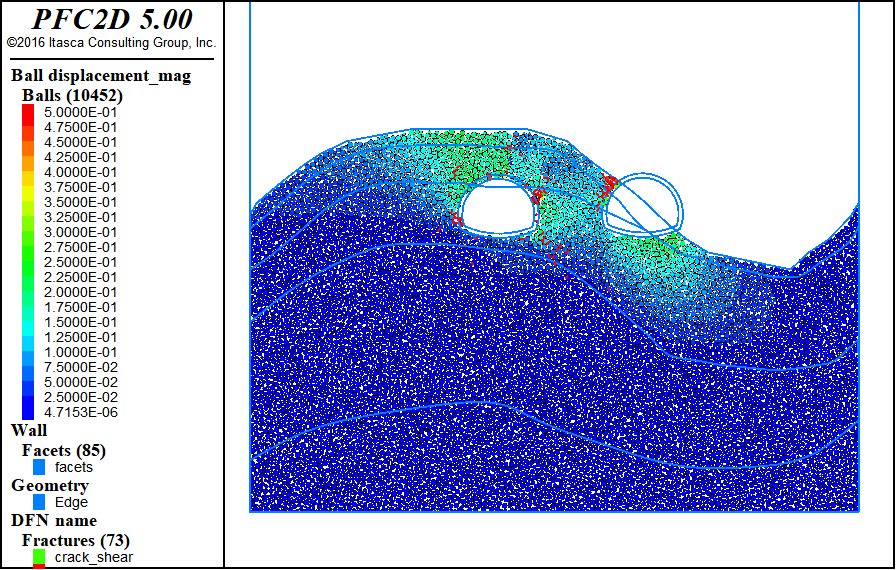 PFC2D 5.00
©2016 Itasca Consulting Group, Inc.
Ball displacement_mag
Balls (10452)
5.0000E-01
4.7500E-01
4.5000E-01
4.2500E-01
4.0000E-01
3.7500E-01
3.5000E-01
3.2500E-01
3.0000E-01
2.7500E-01
2.5000E-01
2.2500E-01
2.0000E-01
1.7500E-01
1.5000E-01
1.2500E-01
1.0000E-01
7.5000E-02
5.0000E-02
2.5000E-02
4.7153E-06
Wall
Facets (85)
facets
Geometry
Edge
DFN name
Fractures (73)
crack_shear